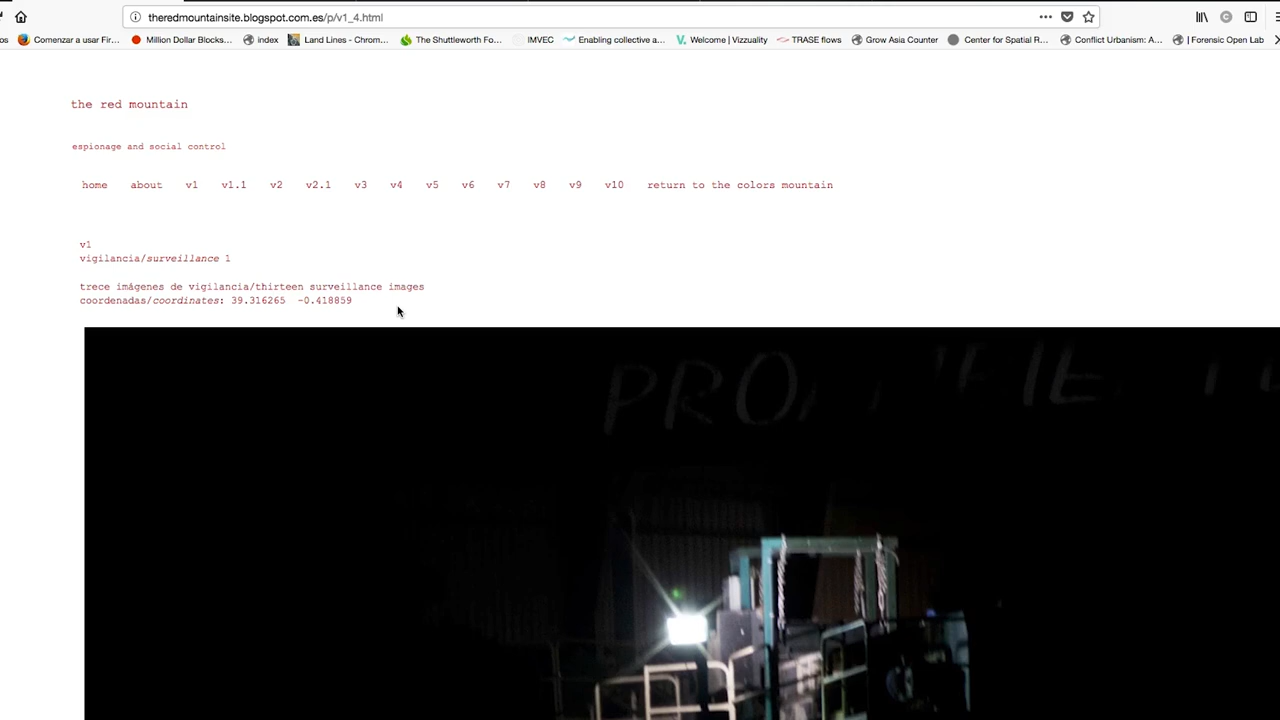 theredmountainsite.blogspot.com.es/p/v1_4.html
os Comenzar a usar Fir... Million Dollar Blocks... index Land Lines - Chrom... The Shuttleworth Fo... IMVEC Enabling collective a... Welcome | Vizzuality TRASE flows Grow Asia Counter Center for Spatial R... Conflict Urbanism: A... | Forensic Open Lab
the red mountain
espionage and social control
home about v1 v1.1 v2 v2.1 v3 v4 v5 v6 v7 v8 v9 v10 return to the colors mountain
v1
vigilancia/surveillance 1
trece imágenes de vigilancia/thirteen surveillance images
coordenadas/coordinates: 39.316265 -0.418859